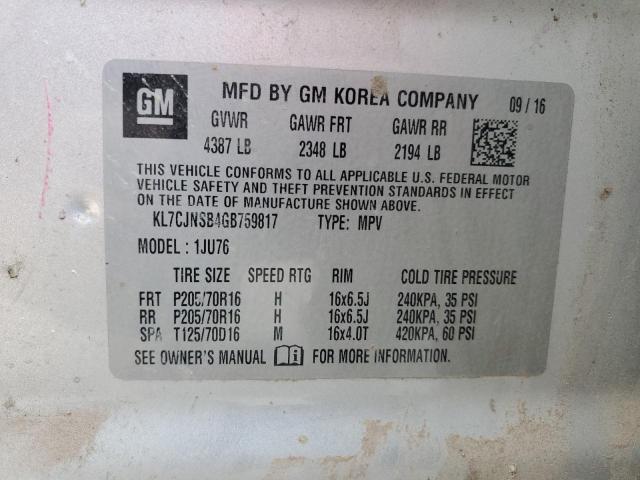 GM MFD BY GM KOREA COMPANY 09 / 16
GVWR GAWR FRT GAWR RR
4387 LB 2348 LB 2194 LB
THIS VEHICLE CONFORMS TO ALL APPLICABLE U.S. FEDERAL MOTOR
VEHICLE SAFETY AND THEFT PREVENTION STANDARDS IN EFFECT
ON THE DATE OF MANUFACTURE SHOWN ABOVE.
KL7CJNSB4GB759817 TYPE: MPV
MODEL : 1JU76
TIRE SIZE SPEED RTG RIM COLD TIRE PRESSURE
FRT P205/70R16 H 16x6.5J 240KPA, 35 PSI
RR P205/70R16 H 16x6.5J 240KPA, 35 PSI
SPA T125/70D16 M 16x4.0T 420KPA, 60 PSI
SEE OWNER'S MANUAL i FOR MORE INFORMATION.